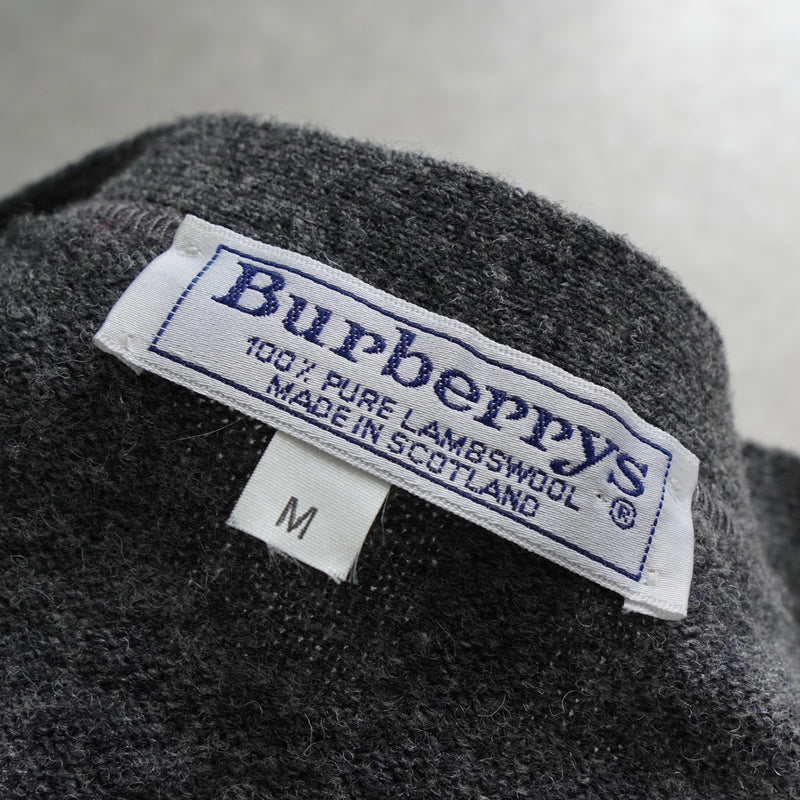 Burberrys
100% PURE LAMBSWOOL ®
MADE IN SCOTLAND
M